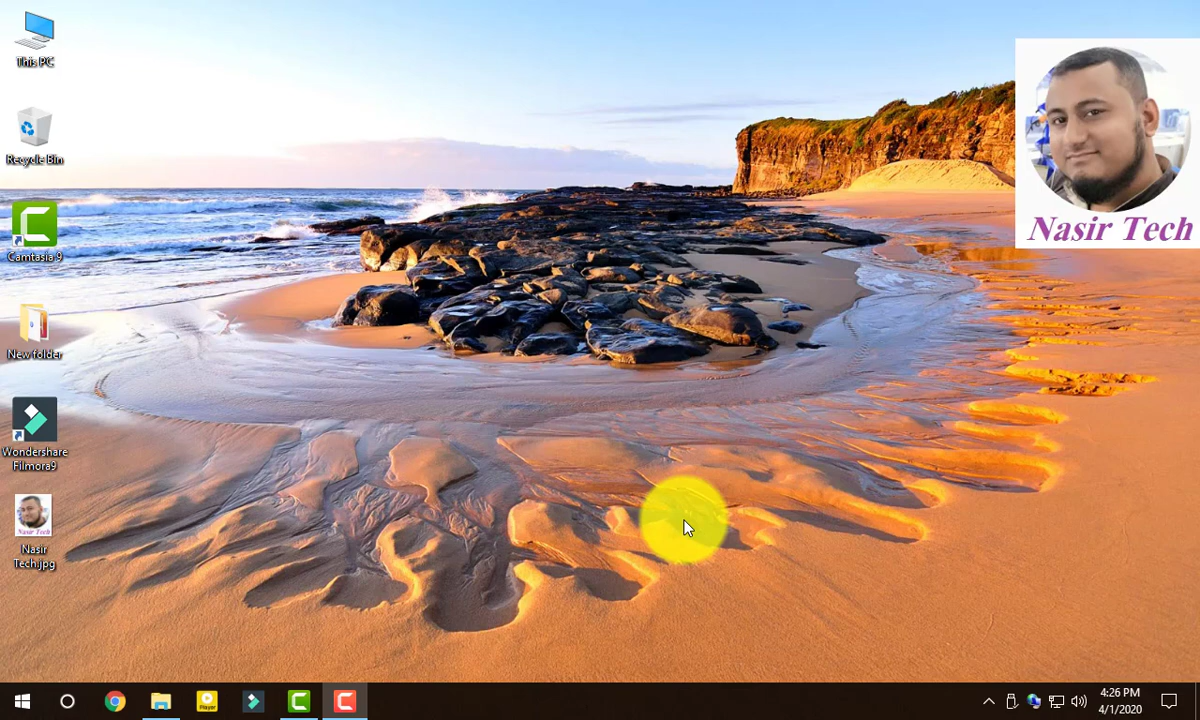 This PC
Recycle Bin
Camtasia 9
New folder
Wondershare
Filmora9
Nasir
Tech.jpg
Nasir Tech
Player
4:26 PM
4/1/2020